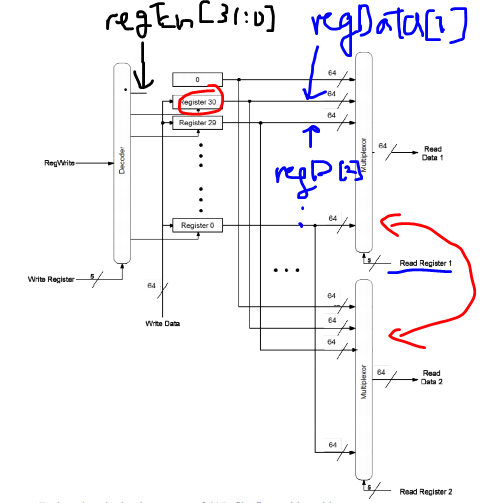 regEn[31:0]
regData[1]
0
64
64
64
Register 30
Register 29
regD[2]
Decoder
RegWrite
Multiplexor
64
Read
Data 1
Register 0
64
Write Register
5
64
Write Data
5
Read Register 1
64
64
64
Multiplexor
64
Read
Data 2
64
5
Read Register 2